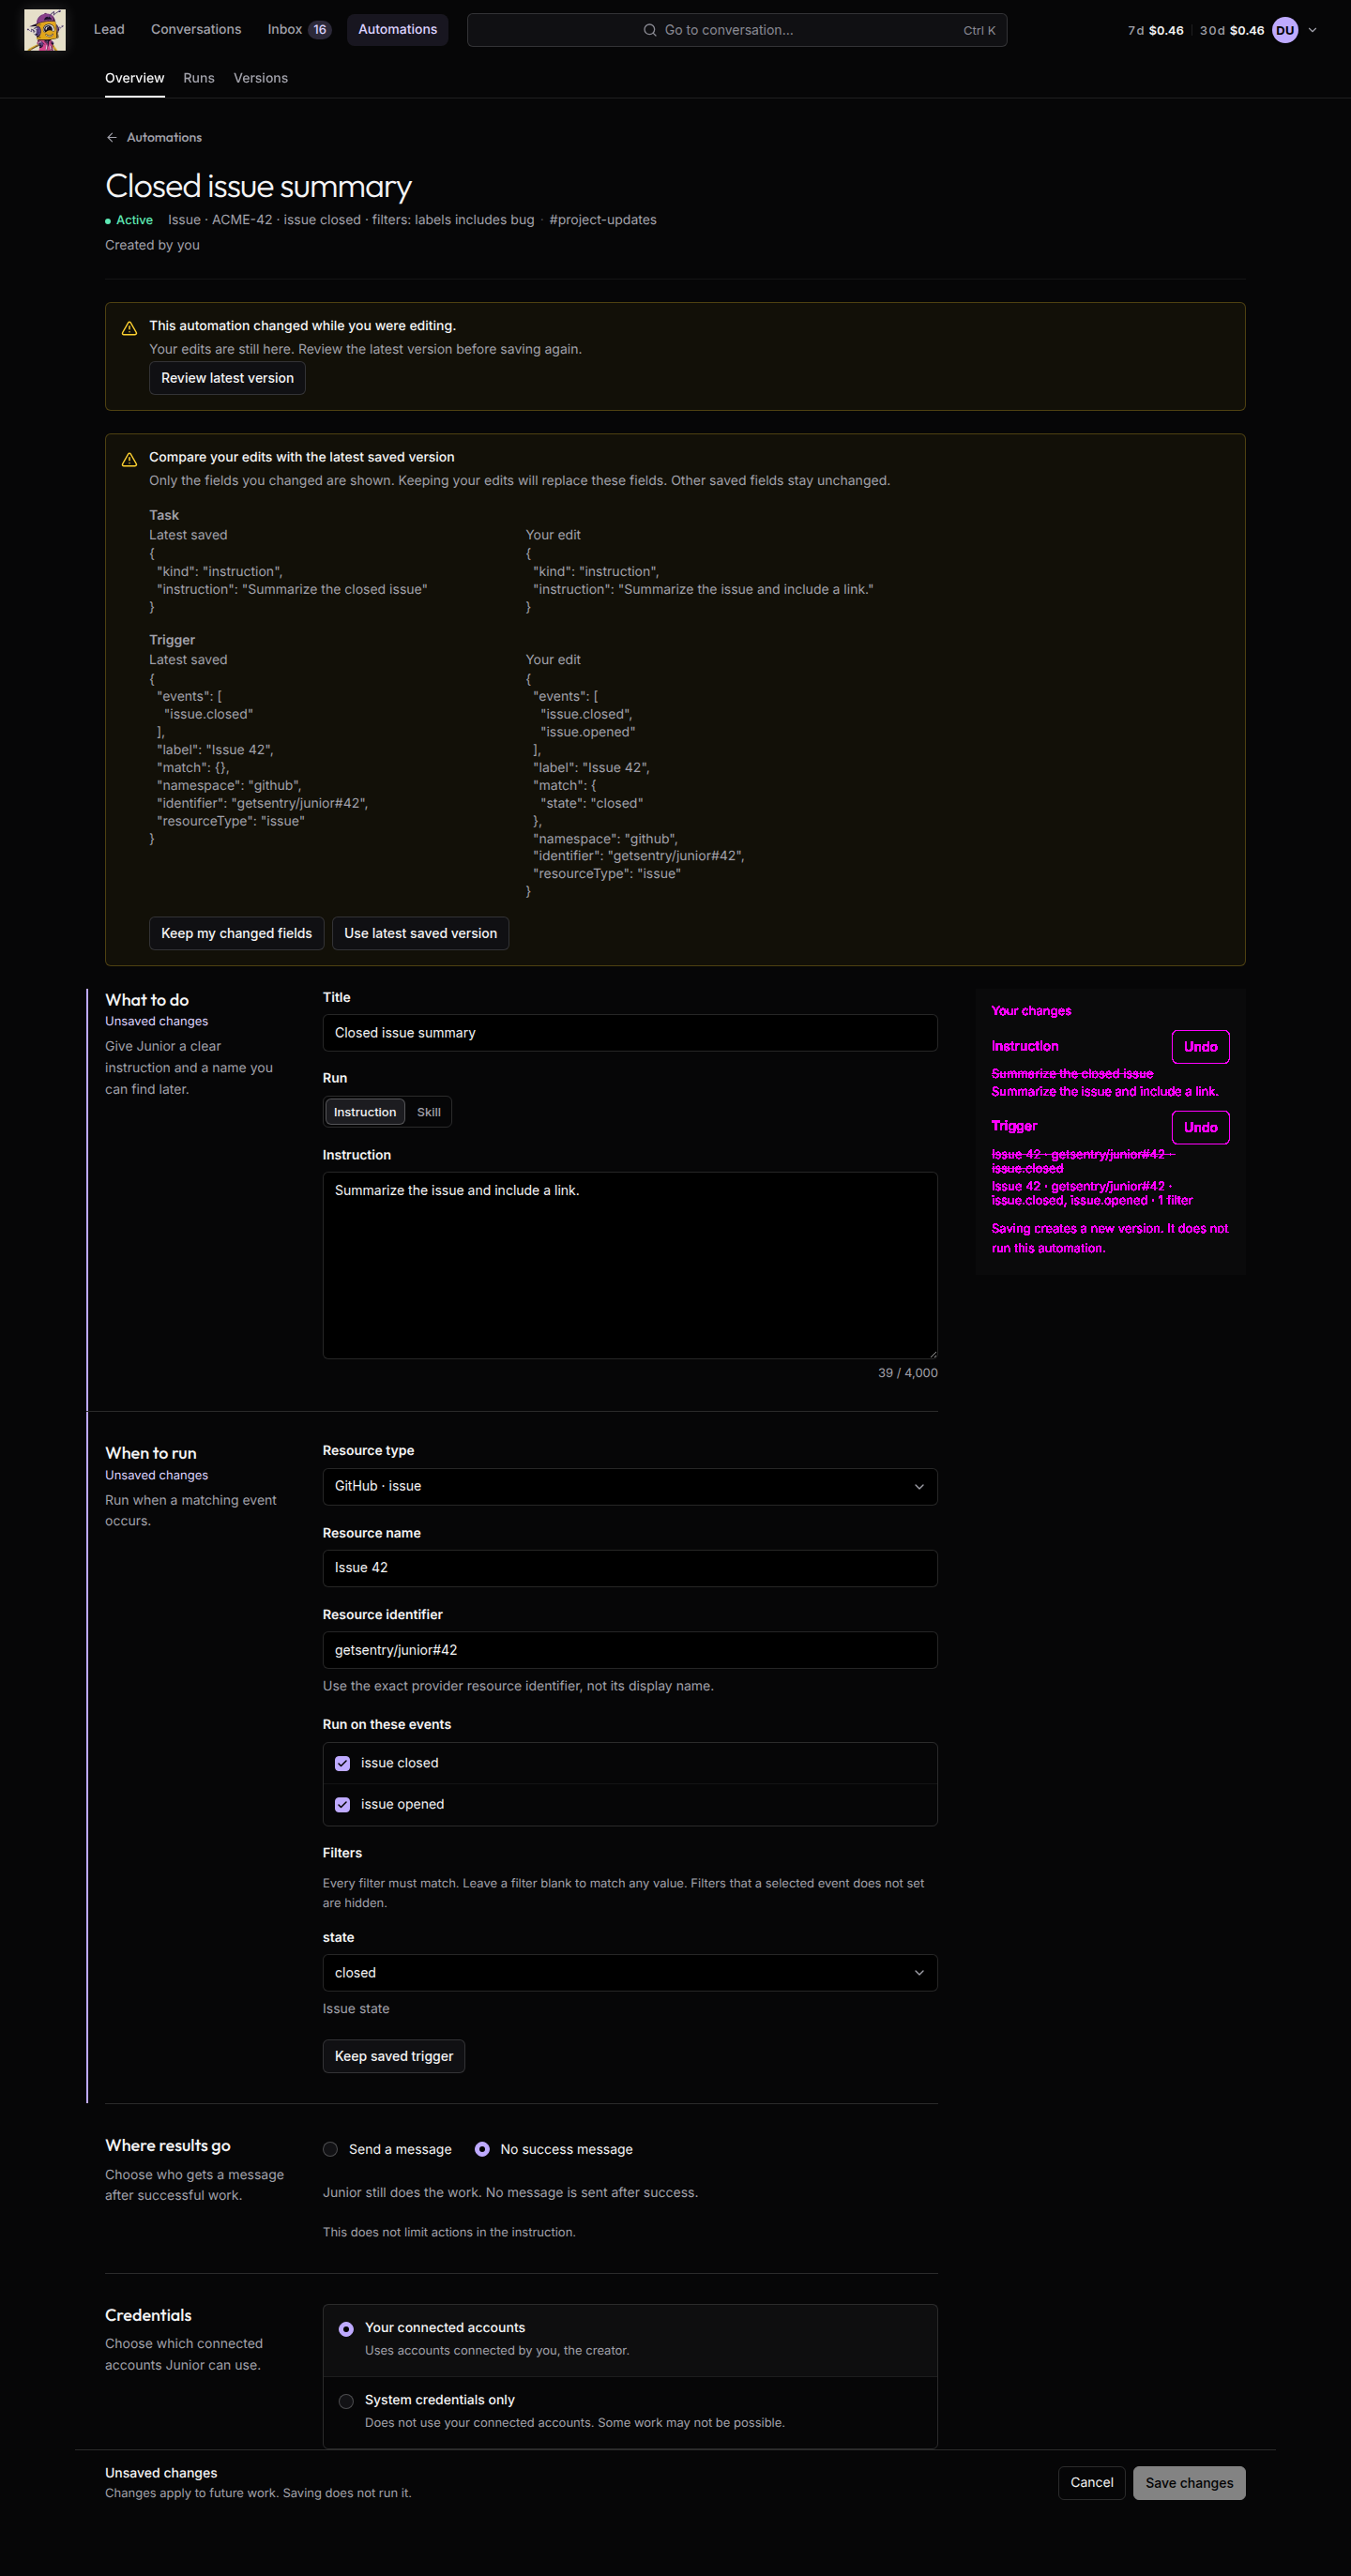 Lead
Conversations
Inbox 16
Automations
Go to conversation...
Ctrl K
7d $0.46
30d $0.46
DU
Overview
Runs
Versions
Automations
Closed issue summary
Active Issue · ACME-42 · issue closed · filters: labels includes bug · #project-updates
Created by you
This automation changed while you were editing.
Your edits are still here. Review the latest version before saving again.
Review latest version
Compare your edits with the latest saved version
Only the fields you changed are shown. Keeping your edits will replace these fields. Other saved fields stay unchanged.
Task
Latest saved
{
"kind": "instruction",
"instruction": "Summarize the closed issue"
}
Your edit
{
"kind": "instruction",
"instruction": "Summarize the issue and include a link."
}
Trigger
Latest saved
{
"events": [
"issue.closed"
],
"label": "Issue 42",
"match": {},
"namespace": "github",
"identifier": "getsentry/junior#42",
"resourceType": "issue"
}
Your edit
{
"events": [
"issue.closed",
"issue.opened"
],
"label": "Issue 42",
"match": {
"state": "closed"
},
"namespace": "github",
"identifier": "getsentry/junior#42",
"resourceType": "issue"
}
Keep my changed fields
Use latest saved version
What to do
Unsaved changes
Give Junior a clear
instruction and a name you
can find later.
Title
Closed issue summary
Run
Instruction
Skill
Instruction
Summarize the issue and include a link.
39 / 4,000
Your changes
Instruction
Undo
Summarize the closed issue
Summarize the issue and include a link.
Trigger
Undo
Issue 42 · getsentry/junior#42 ·
issue.closed
Issue 42 · getsentry/junior#42 ·
issue.closed, issue.opened · 1 filter
Saving creates a new version. It does not
run this automation.
When to run
Unsaved changes
Run when a matching event
occurs.
Resource type
GitHub · issue
Resource name
Issue 42
Resource identifier
getsentry/junior#42
Use the exact provider resource identifier, not its display name.
Run on these events
issue closed
issue opened
Filters
Every filter must match. Leave a filter blank to match any value. Filters that a selected event does not set
are hidden.
state
closed
Issue state
Keep saved trigger
Where results go
Choose who gets a message
after successful work.
Send a message
No success message
Junior still does the work. No message is sent after success.
This does not limit actions in the instruction.
Credentials
Choose which connected
accounts Junior can use.
Your connected accounts
Uses accounts connected by you, the creator.
System credentials only
Does not use your connected accounts. Some work may not be possible.
Unsaved changes
Changes apply to future work. Saving does not run it.
Cancel
Save changes